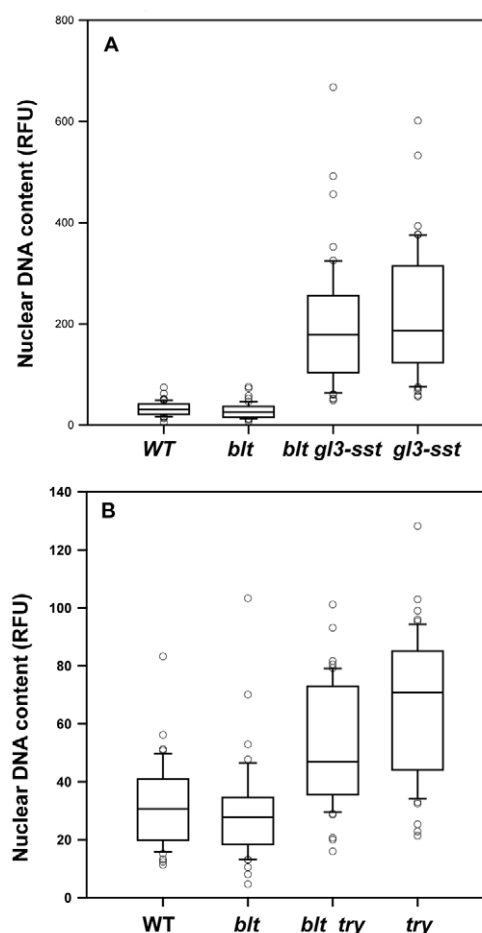 800
A
600
400
200
0
Nuclear DNA content (RFU)
WT blt blt gl3-sst gl3-sst
140
B
120
100
80
60
40
20
0
Nuclear DNA content (RFU)
WT blt blt try try